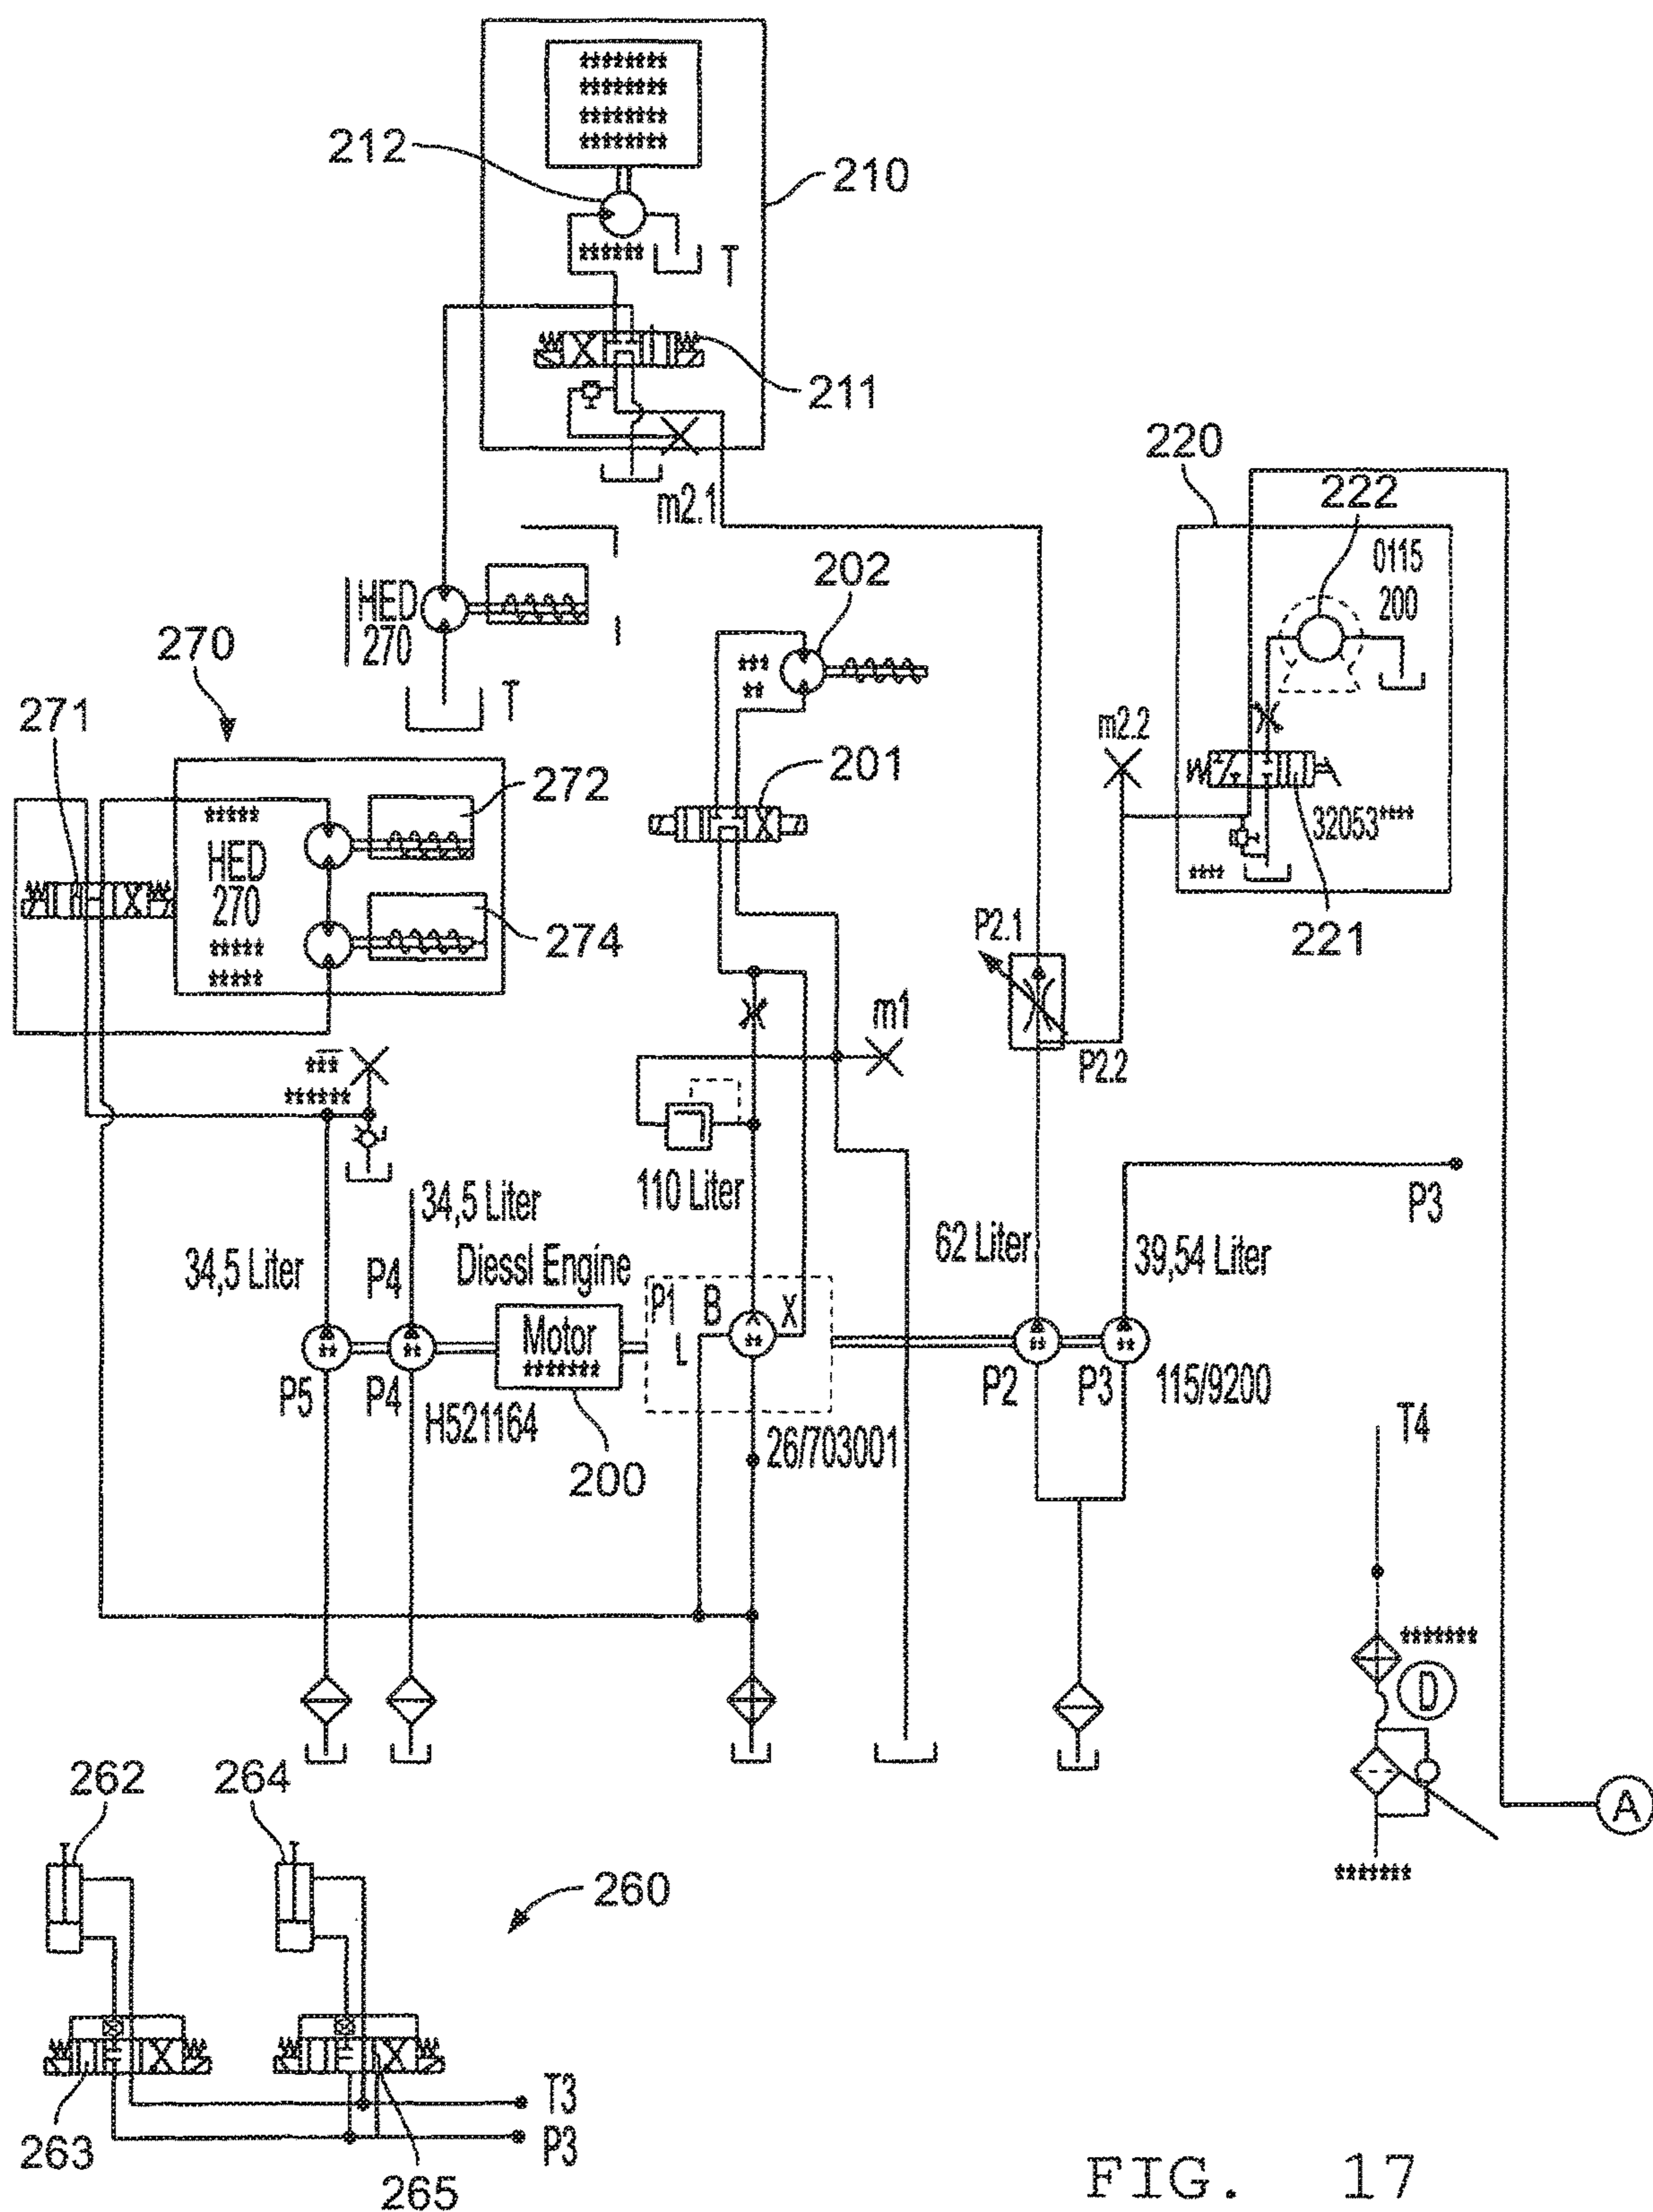 212
210
T
211
220
m2.1
222
0115
200
202
HED
270
T
270
271
m2.2
272
201
HED
270
32053****
274
P2.1
221
m1
P2.2
110 Liter
34,5 Liter
P3
62 Liter
39,54 Liter
34,5 Liter
P4
Diessl Engine
P1
B
X
L
Motor
P5
P4
P2
P3
115/9200
H521164
26/703001
T4
200
D
262
264
A
260
T3
263
P3
265
FIG. 17